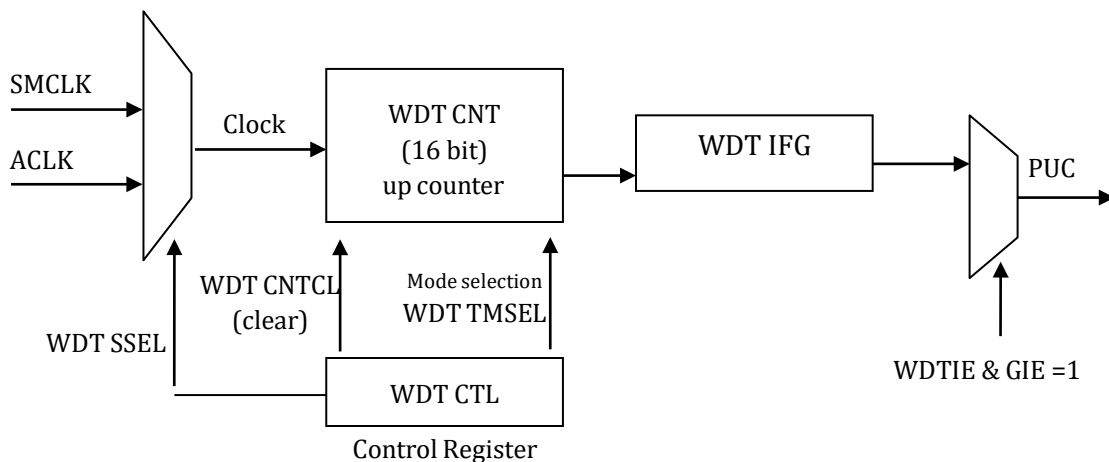 SMCLK
ACLK
Clock
WDT CNT
(16 bit)
up counter
WDT IFG
PUC
WDT SSEL
WDT CNTCL
(clear)
Mode selection
WDT TMSEL
WDT CTL
Control Register
WDTIE & GIE =1